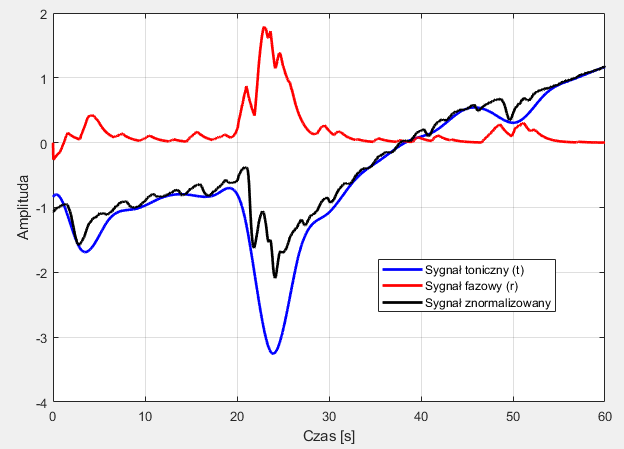 2
1
0
-1
-2
-3
-4
Amplituda
0 10 20 30 40 50 60
Czas [s]
Sygnał toniczny (t)
Sygnał fazowy (r)
Sygnał znormalizowany